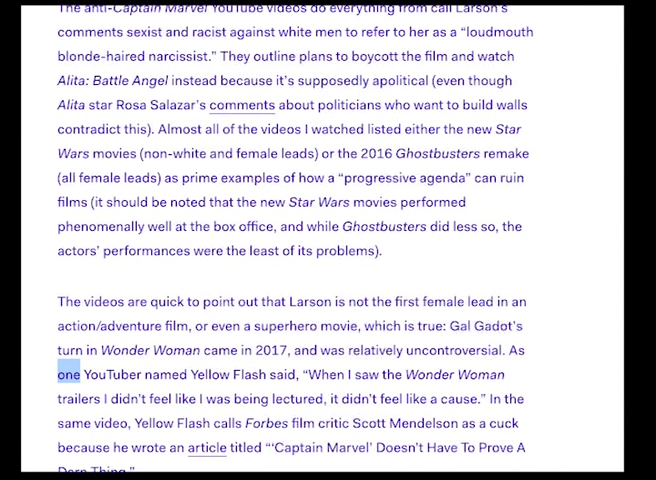 The anti-Captain Marvel YouTube videos do everything from call Larson's
comments sexist and racist against white men to refer to her as a “loudmouth
blonde-haired narcissist.” They outline plans to boycott the film and watch
Alita: Battle Angel instead because it's supposedly apolitical (even though
Alita star Rosa Salazar's comments about politicians who want to build walls
contradict this). Almost all of the videos I watched listed either the new Star
Wars movies (non-white and female leads) or the 2016 Ghostbusters remake
(all female leads) as prime examples of how a “progressive agenda” can ruin
films (it should be noted that the new Star Wars movies performed
phenomenally well at the box office, and while Ghostbusters did less so, the
actors' performances were the least of its problems).
The videos are quick to point out that Larson is not the first female lead in an
action/adventure film, or even a superhero movie, which is true: Gal Gadot's
turn in Wonder Woman came in 2017, and was relatively uncontroversial. As
one YouTuber named Yellow Flash said, “When I saw the Wonder Woman
trailers I didn't feel like I was being lectured, it didn't feel like a cause.” In the
same video, Yellow Flash calls Forbes film critic Scott Mendelson as a cuck
because he wrote an article titled “‘Captain Marvel’ Doesn't Have To Prove A
Darn Thing.”